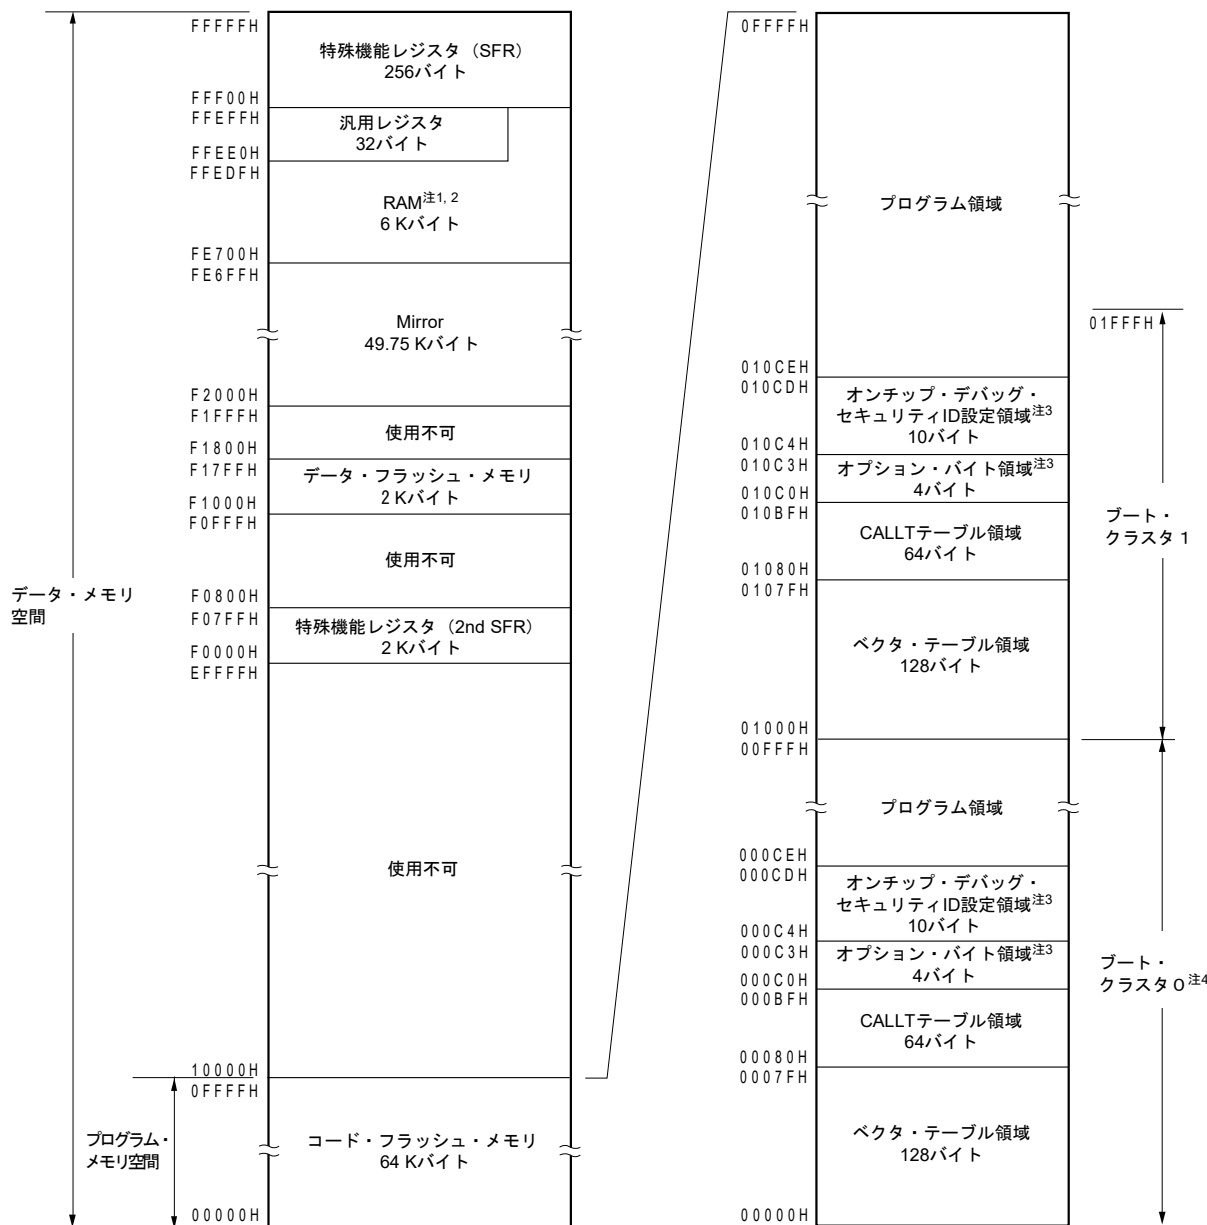 FFFFFH
特殊機能レジスタ（SFR）
256バイト
FFF00H
FFEFFH
汎用レジスタ
32バイト
FFEE0H
FFEDFH
RAM注1, 2
6 Kバイト
FE700H
FE6FFH
Mirror
49.75 Kバイト
F2000H
F1FFFH
使用不可
F1800H
F17FFH
データ・フラッシュ・メモリ
2 Kバイト
F1000H
F0FFFH
使用不可
F0800H
F07FFH
特殊機能レジスタ（2nd SFR）
2 Kバイト
F0000H
EFFFFH
データ・メモリ
空間
使用不可
10000H
0FFFFH
プログラム・
メモリ空間
コード・フラッシュ・メモリ
64 Kバイト
00000H
0FFFFH
プログラム領域
01FFFH
010CEH
010CDH
オンチップ・デバッグ・
セキュリティID設定領域注3
10バイト
010C4H
010C3H
オプション・バイト領域注3
4バイト
010C0H
010BFH
CALLTテーブル領域
64バイト
01080H
0107FH
ブート・
クラスタ 1
ベクタ・テーブル領域
128バイト
01000H
00FFFH
プログラム領域
000CEH
000CDH
オンチップ・デバッグ・
セキュリティID設定領域注3
10バイト
000C4H
000C3H
オプション・バイト領域注3
4バイト
000C0H
000BFH
ブート・
クラスタ 0注4
CALLTテーブル領域
64バイト
00080H
0007FH
ベクタ・テーブル領域
128バイト
00000H